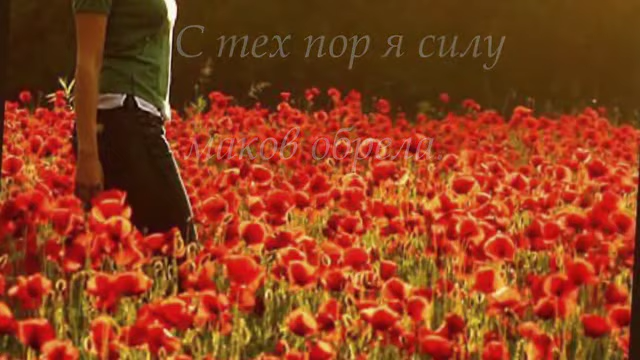 С тех пор я силу
маков обрела.